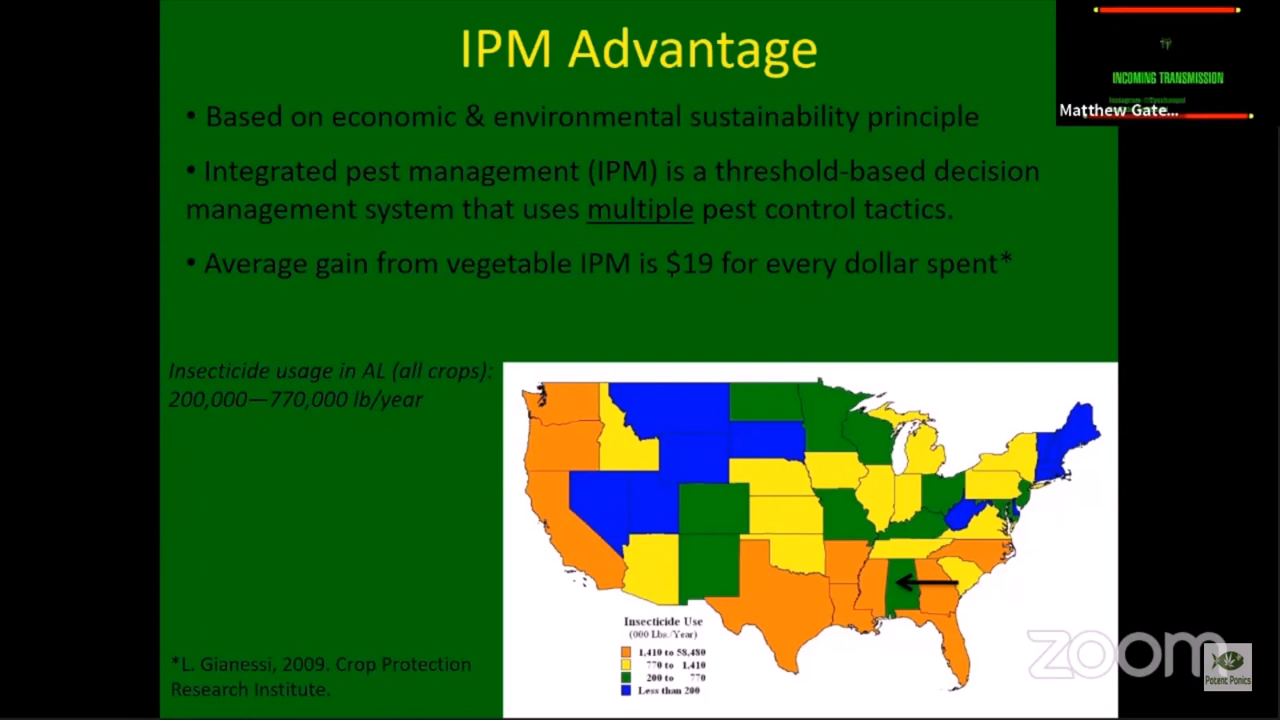 IPM Advantage
INCOMING TRANSMISSION
Matthew Gate...
• Based on economic & environmental sustainability principle
• Integrated pest management (IPM) is a threshold-based decision
management system that uses multiple pest control tactics.
• Average gain from vegetable IPM is $19 for every dollar spent*
Insecticide usage in AL (all crops):
200,000—770,000 lb/year
Insecticide Use
(000 Lbs./Year)
1,410 to 58,480
770 to 1,410
200 to 770
Less than 200
*L. Gianessi, 2009. Crop Protection
Research Institute.
zoom
Potent Ponics